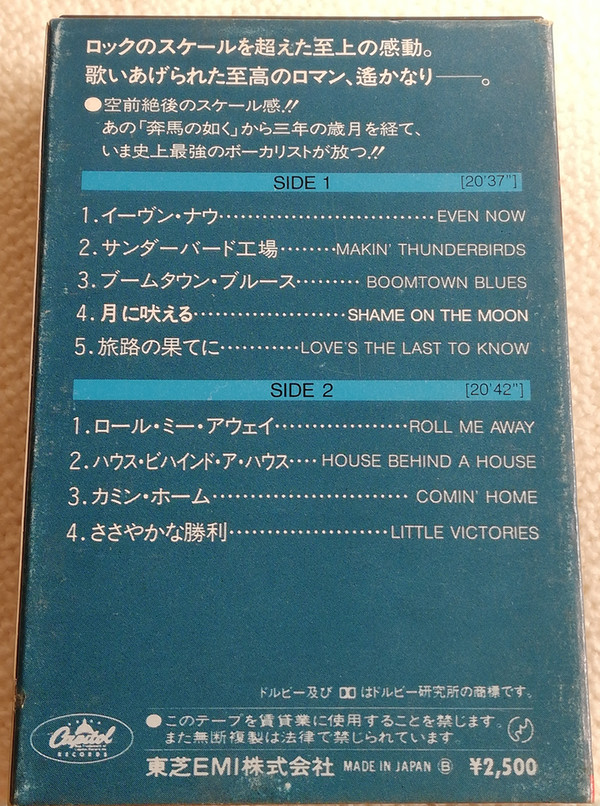 ロックのスケールを超えた至上の感動。
歌いあげられた至高のロマン、遙かなり——。
●空前絶後のスケール感!!
あの「奔馬の如く」から三年の歳月を経て、
いま史上最強のボーカリストが放つ!!
SIDE 1 [20'37"]
1.イーヴン・ナウ……………………EVEN NOW
2.サンダーバード工場………MAKIN' THUNDERBIRDS
3.ブームタウン・ブルース………BOOMTOWN BLUES
4.月に吠える…………………SHAME ON THE MOON
5.旅路の果てに…………LOVE'S THE LAST TO KNOW
SIDE 2 [20'42"]
1.ロール・ミー・アウェイ………………ROLL ME AWAY
2.ハウス・ビハインド・ア・ハウス……HOUSE BEHIND A HOUSE
3.カミン・ホーム……………………COMIN' HOME
4.ささやかな勝利…………………LITTLE VICTORIES
ドルビー及び はドルビー研究所の商標です。
●このテープを賃貸業に使用することを禁じます。
また無断複製は法律で禁じられています。
Capitol
RECORDS
東芝EMI株式会社 MADE IN JAPAN Ⓑ ¥2,500